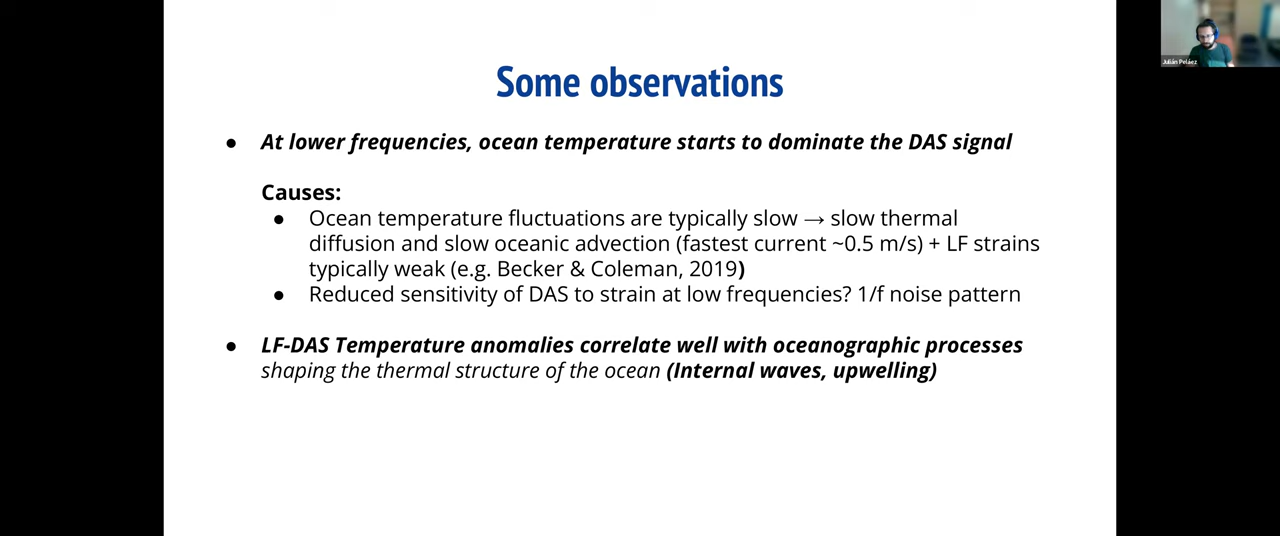 Some observations
● At lower frequencies, ocean temperature starts to dominate the DAS signal
Causes:
● Ocean temperature fluctuations are typically slow → slow thermal
diffusion and slow oceanic advection (fastest current ~0.5 m/s) + LF strains
typically weak (e.g. Becker & Coleman, 2019)
● Reduced sensitivity of DAS to strain at low frequencies? 1/f noise pattern
● LF-DAS Temperature anomalies correlate well with oceanographic processes
shaping the thermal structure of the ocean (Internal waves, upwelling)
Julián Peláez